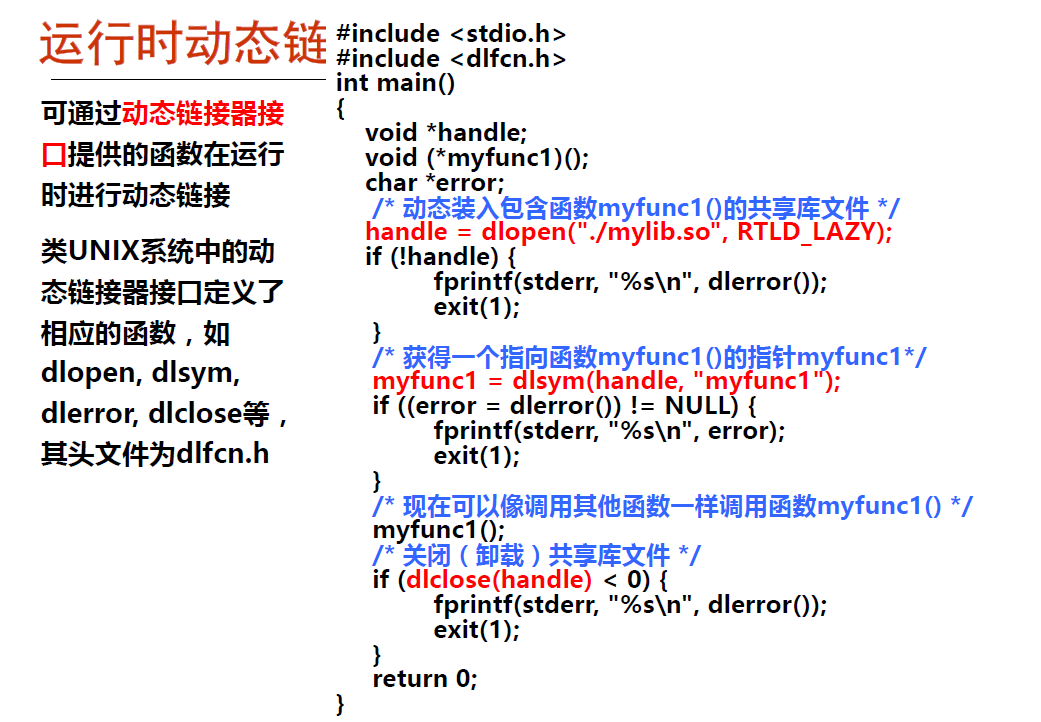 运行时动态链
可通过动态链接器接
口提供的函数在运行
时进行动态链接
类UNIX系统中的动
态链接器接口定义了
相应的函数，如
dlopen, dlsym,
dlerror, dlclose等，
其头文件为dlfcn.h
#include <stdio.h>
#include <dlfcn.h>
int main()
{
void *handle;
void (*myfunc1)();
char *error;
/* 动态装入包含函数myfunc1()的共享库文件 */
handle = dlopen("./mylib.so", RTLD_LAZY);
if (!handle) {
fprintf(stderr, "%s\n", dlerror());
exit(1);
}
/* 获得一个指向函数myfunc1()的指针myfunc1*/
myfunc1 = dlsym(handle, "myfunc1");
if ((error = dlerror()) != NULL) {
fprintf(stderr, "%s\n", error);
exit(1);
}
/* 现在可以像调用其他函数一样调用函数myfunc1() */
myfunc1();
/* 关闭（卸载）共享库文件 */
if (dlclose(handle) < 0) {
fprintf(stderr, "%s\n", dlerror());
exit(1);
}
return 0;
}